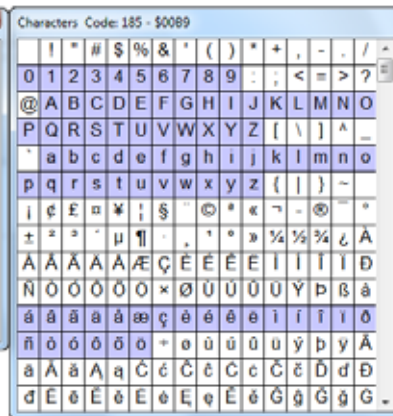 Characters Code: 185 - $00B9
! " # $ % & ' ( ) * + , - . /
0 1 2 3 4 5 6 7 8 9 : ; < = > ?
@ A B C D E F G H I J K L M N O
P Q R S T U V W X Y Z [ \ ] ^ _
` a b c d e f g h i j k l m n o
p q r s t u v w x y z { | } ~
¡ ¢ £ ¤ ¥ ¦ § ¨ © ª « ¬ - ® ¯ °
± ² ³ ´ µ ¶ · ¸ ¹ º » ¼ ½ ¾ ¿ À
Á Â Ã Ä Å Æ Ç È É Ê Ë Ì Í Î Ï Ð
Ñ Ò Ó Ô Õ Ö × Ø Ù Ú Û Ü Ý Þ ß à
á â ã ä å æ ç è é ê ë ì í î ï ð
ñ ò ó ô õ ö ÷ ø ù ú û ü ý þ ÿ Ā
ā Ă ă Ą ą Ć ć Ĉ ĉ Ċ ċ Č č Ď ď Đ
đ Ē ē Ĕ ĕ Ė ė Ę ę Ě ě Ĝ ĝ Ğ ğ Ġ